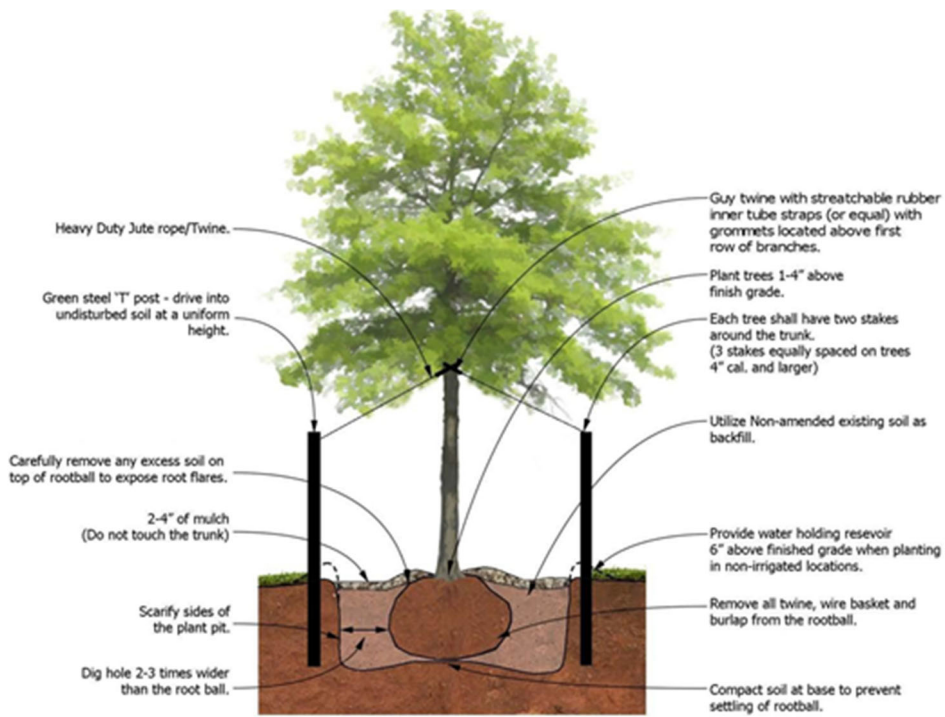 Heavy Duty Jute rope/Twine.
Green steel "T" post - drive into
undisturbed soil at a uniform
height.
Carefully remove any excess soil on
top of rootball to expose root flares.
2-4" of mulch
(Do not touch the trunk)
Scarify sides of
the plant pit.
Dig hole 2-3 times wider
than the root ball.
Guy twine with streatchable rubber
inner tube straps (or equal) with
grommets located above first
row of branches.
Plant trees 1-4" above
finish grade.
Each tree shall have two stakes
around the trunk.
(3 stakes equally spaced on trees
4" cal. and larger)
Utilize Non-amended existing soil as
backfill.
Provide water holding resevoir
6" above finished grade when planting
in non-irrigated locations.
Remove all twine, wire basket and
burlap from the rootball.
Compact soil at base to prevent
settling of rootball.